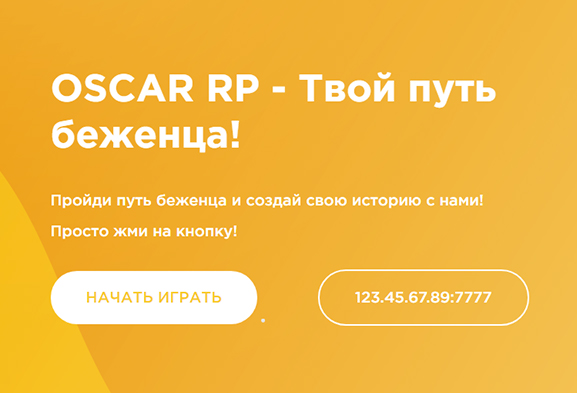 OSCAR RP - Твой путь
беженца!
Пройди путь беженца и создай свою историю с нами!
Просто жми на кнопку!
НАЧАТЬ ИГРАТЬ
.
123.45.67.89:7777